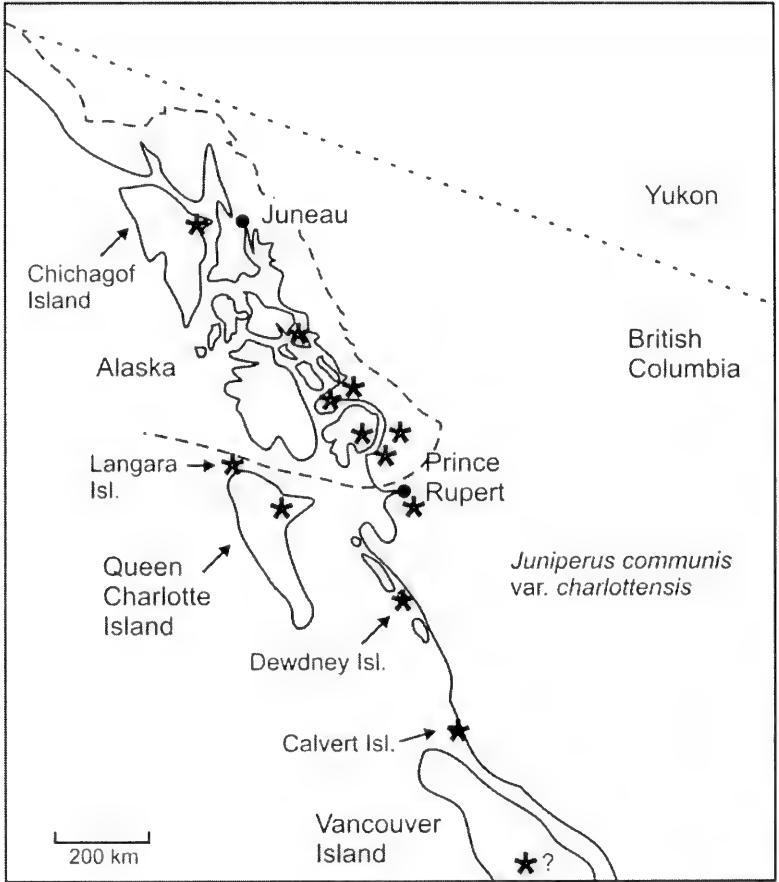 Yukon
Juneau
Chichagof
Island
British
Columbia
Alaska
Langara
Isl.
Prince
Rupert
Queen
Charlotte
Island
Juniperus communis
var. charlottensis
Dewdney Isl.
Calvert Isl.
Vancouver
Island
?
200 km